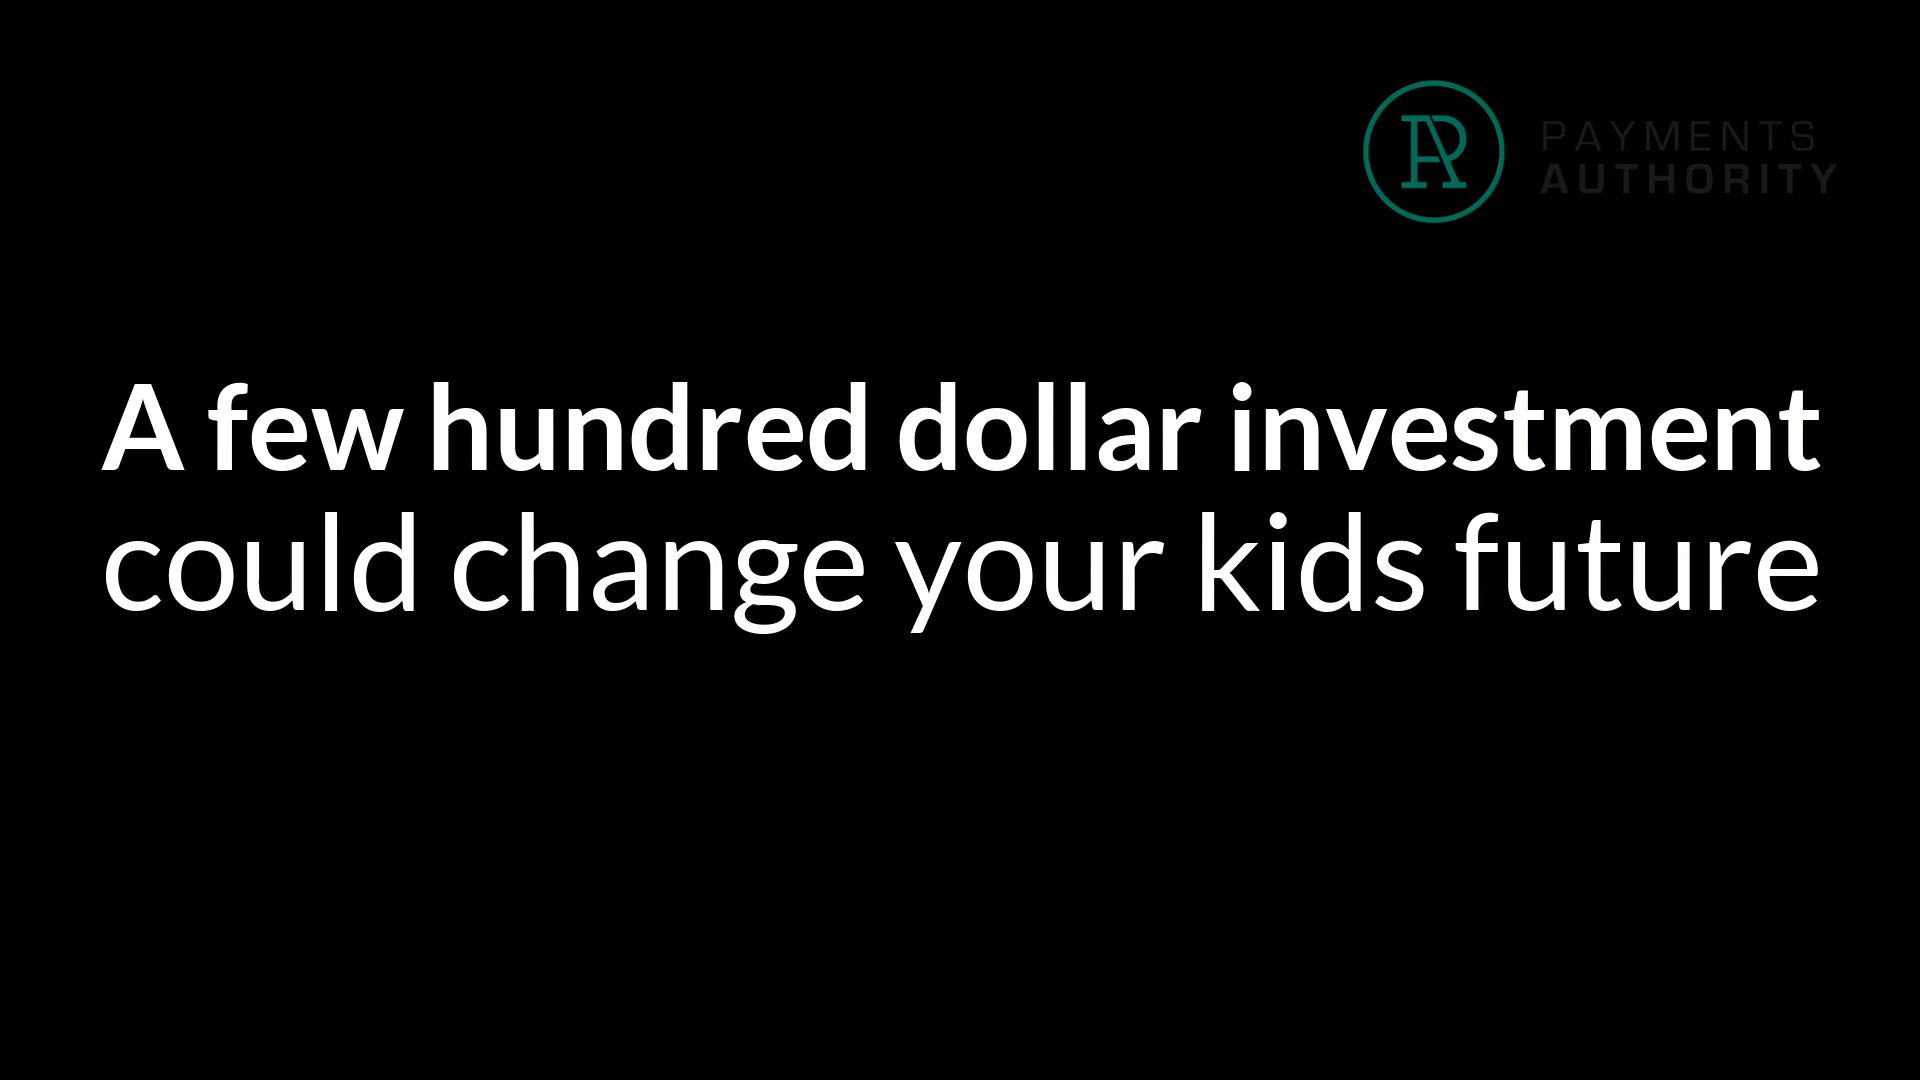 PAYMENTS
AUTHORITY
A few hundred dollar investment
could change your kids future